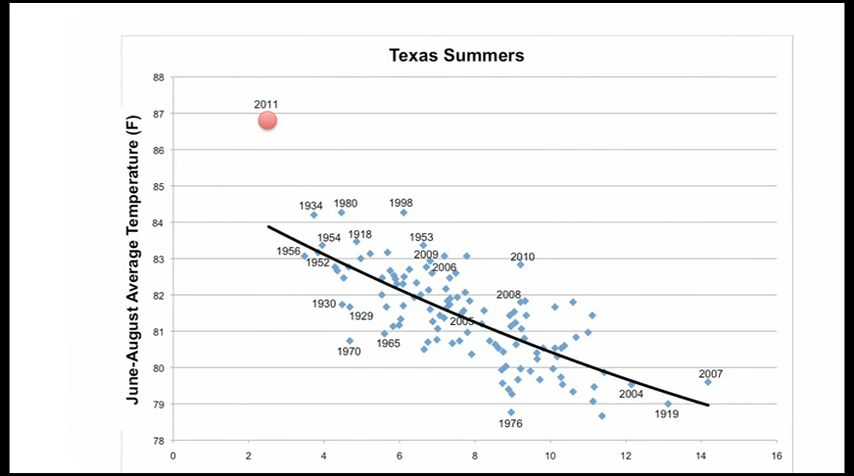 Texas Summers
June-August Average Temperature (F)
88
87
86
85
84
83
82
81
80
79
78
0 2 4 6 8 10 12 14 16
2011
1934 1980 1998
1954 1918 1953
1956 1952 2009 2006 2010
2008
1930 1929 2005
1970 1965
2007
2004
1919
1976